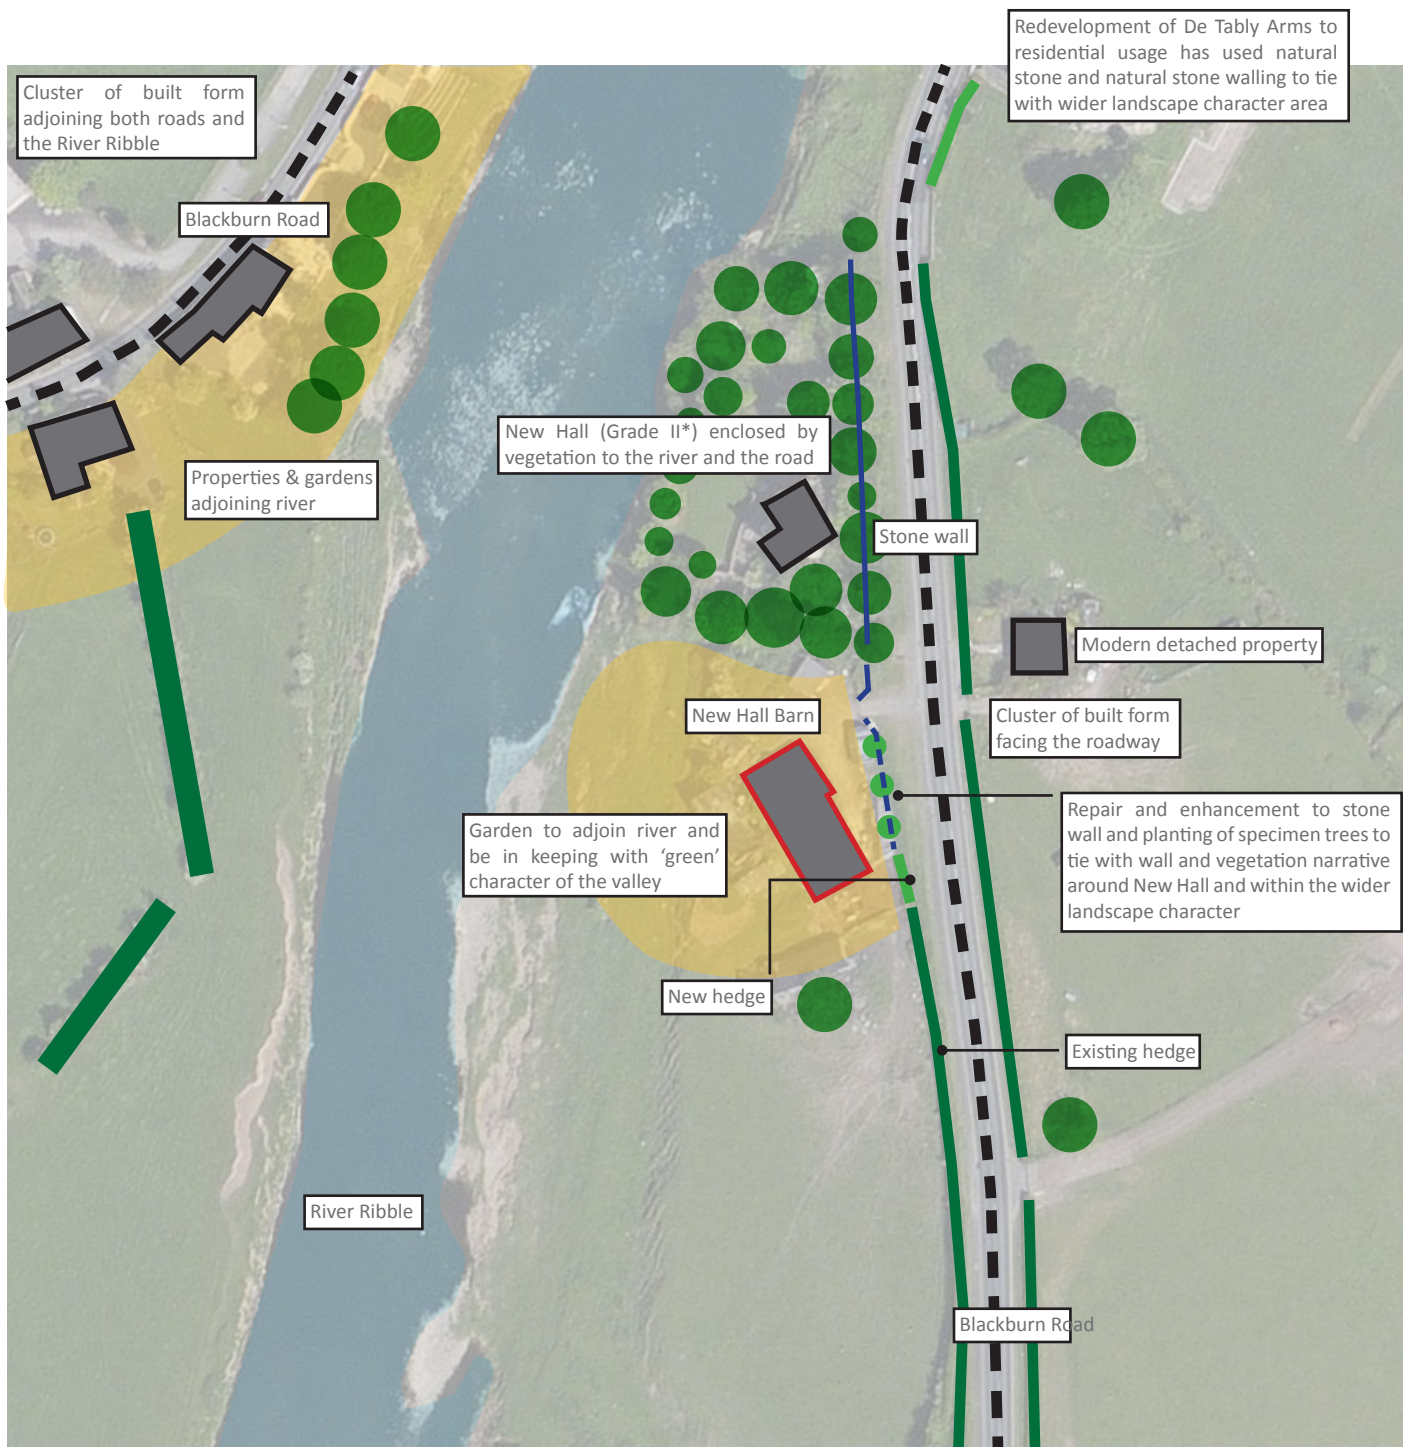 Redevelopment of De Tably Arms to
residential usage has used natural
stone and natural stone walling to tie
with wider landscape character area
Cluster of built form
adjoining both roads and
the River Ribble
Blackburn Road
New Hall (Grade II*) enclosed by
vegetation to the river and the road
Properties & gardens
adjoining river
Stone wall
Modern detached property
New Hall Barn
Cluster of built form
facing the roadway
Repair and enhancement to stone
wall and planting of specimen trees to
tie with wall and vegetation narrative
around New Hall and within the wider
landscape character
Garden to adjoin river and
be in keeping with ‘green’
character of the valley
New hedge
Existing hedge
River Ribble
Blackburn Road